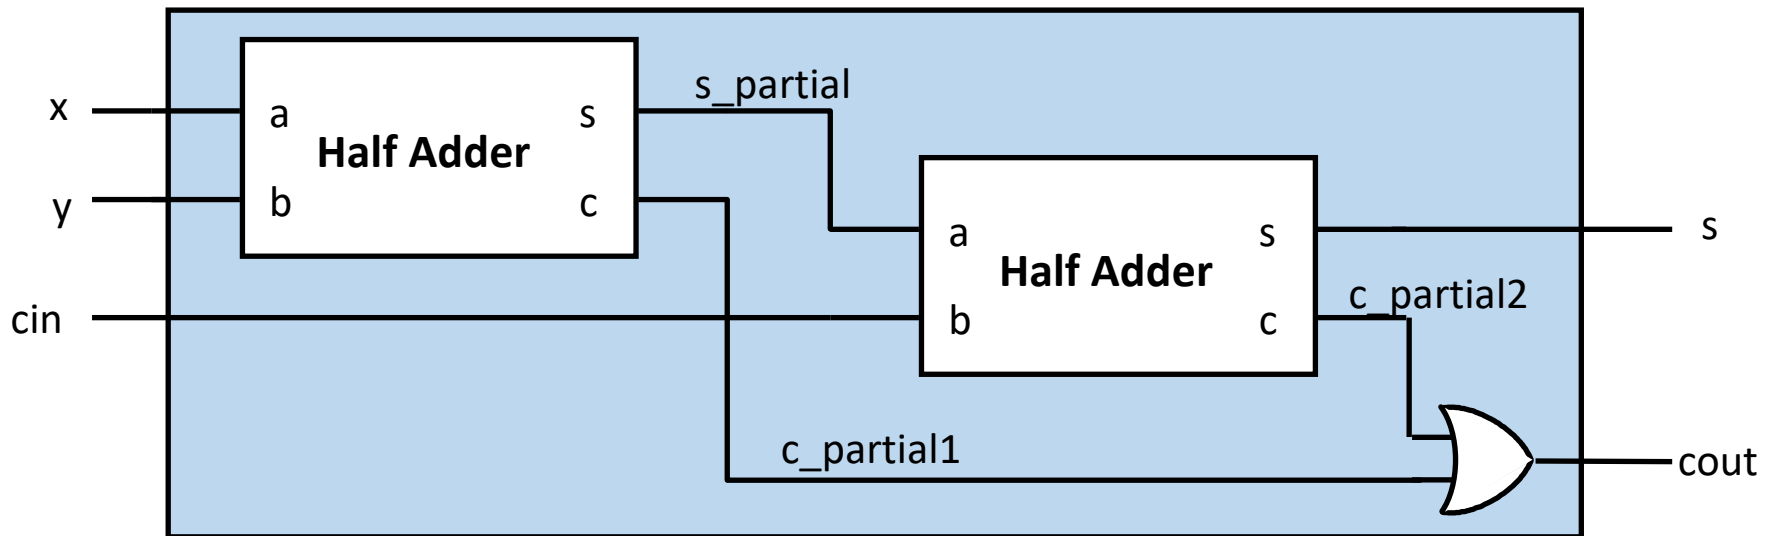 s_partial
x
a
s
Half Adder
y
b
c
a
s
s
Half Adder
c_partial2
cin
b
c
c_partial1
cout